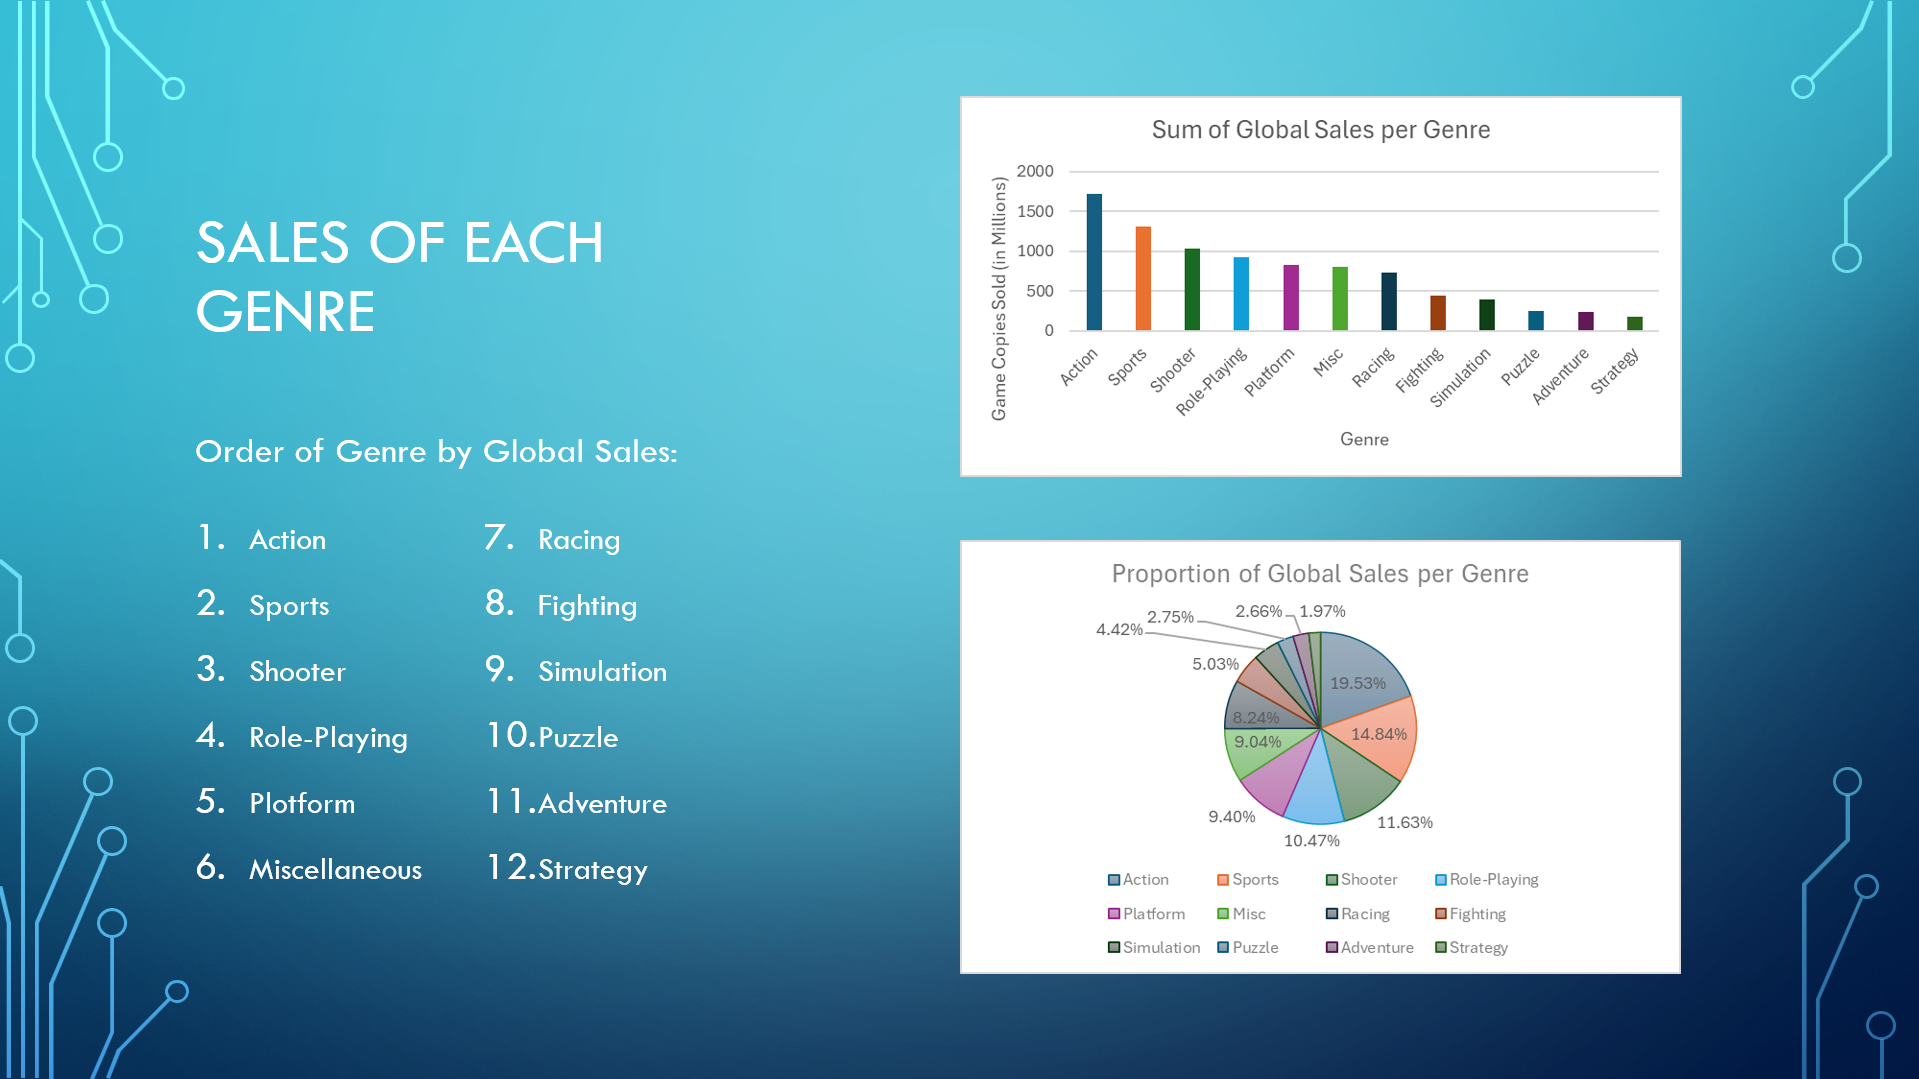 SALES OF EACH
GENRE
Order of Genre by Global Sales:
1. Action
2. Sports
3. Shooter
4. Role-Playing
5. Plotform
6. Miscellaneous
7. Racing
8. Fighting
9. Simulation
10.Puzzle
11.Adventure
12.Strategy
Sum of Global Sales per Genre
Game Copies Sold (in Millions)
2000
1500
1000
500
0
Action
Sports
Shooter
Role-Playing
Platform
Misc
Racing
Fighting
Simulation
Puzzle
Adventure
Strategy
Genre
Proportion of Global Sales per Genre
19.53%
14.84%
11.63%
10.47%
9.40%
9.04%
8.24%
5.03%
4.42%
2.75%
2.66%
1.97%
Action Sports Shooter Role-Playing
Platform Misc Racing Fighting
Simulation Puzzle Adventure Strategy